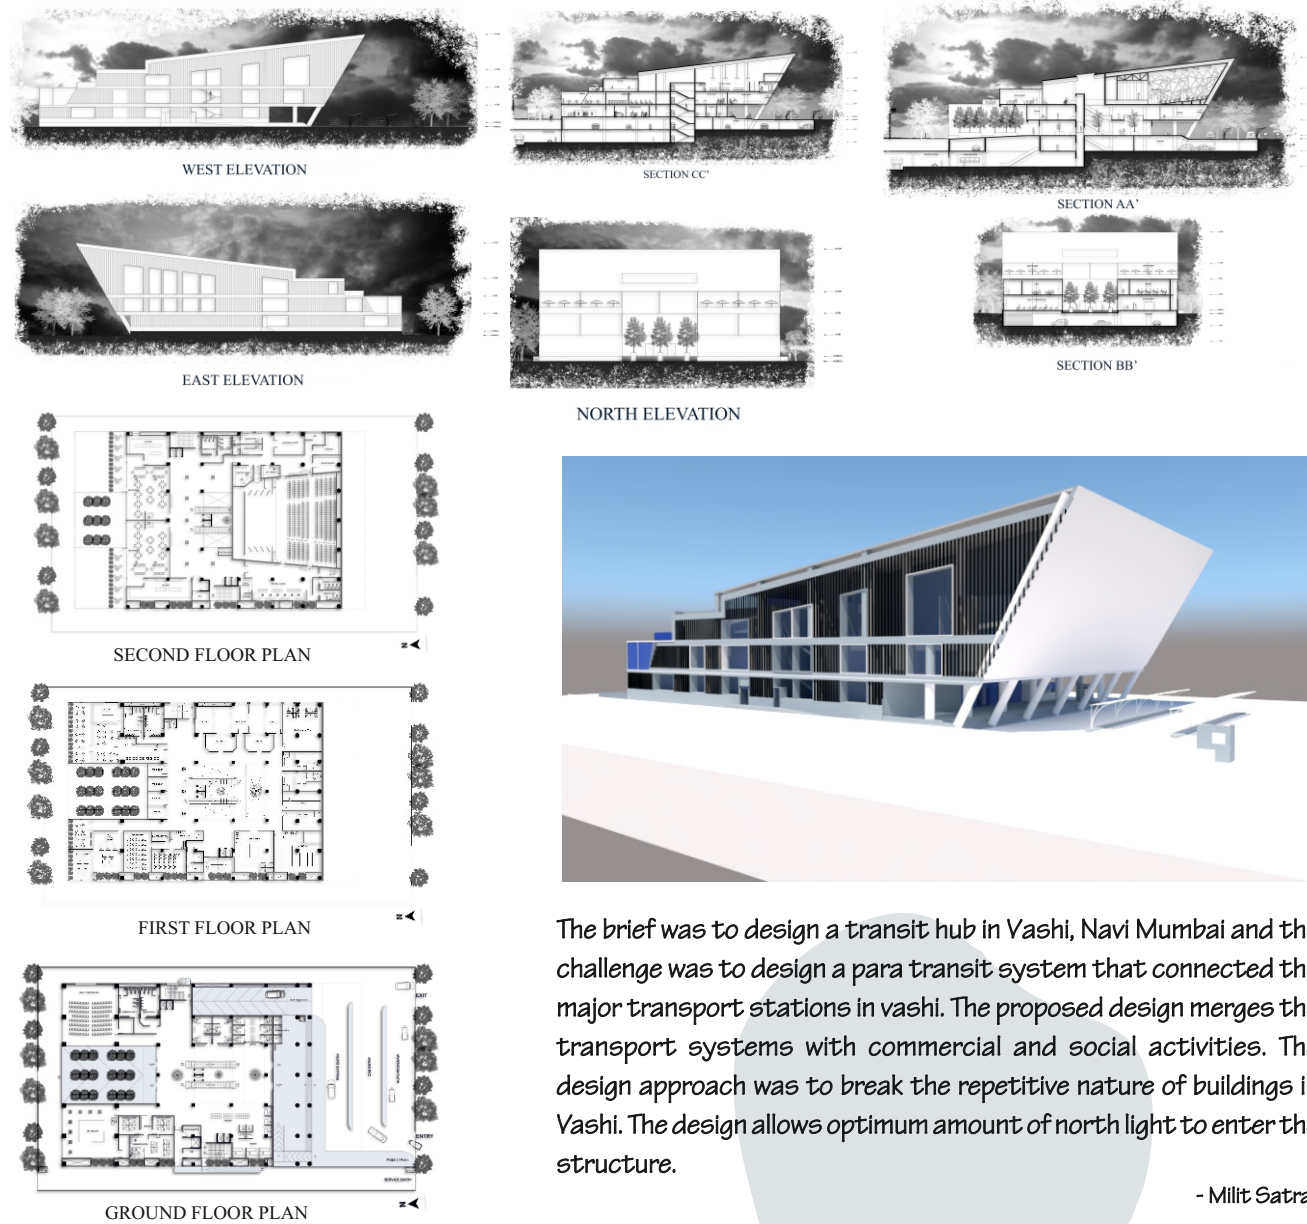 WEST ELEVATION
SECTION CC'
SECTION AA'
EAST ELEVATION
NORTH ELEVATION
SECTION BB'
SECOND FLOOR PLAN
N
FIRST FLOOR PLAN
N
EXIT
ENTRY
SERVICE ENTRY
GROUND FLOOR PLAN
N
The brief was to design a transit hub in Vashi, Navi Mumbai and th
challenge was to design a para transit system that connected th
major transport stations in vashi. The proposed design merges th
transport systems with commercial and social activities. Th
design approach was to break the repetitive nature of buildings i
Vashi. The design allows optimum amount of north light to enter th
structure.
- Milit Satra